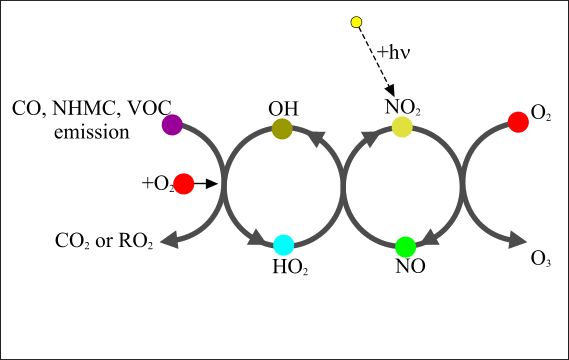 +hν
CO, NHMC, VOC
emission
OH
NO₂
O₂
+O₂
CO₂ or RO₂
HO₂
NO
O₃